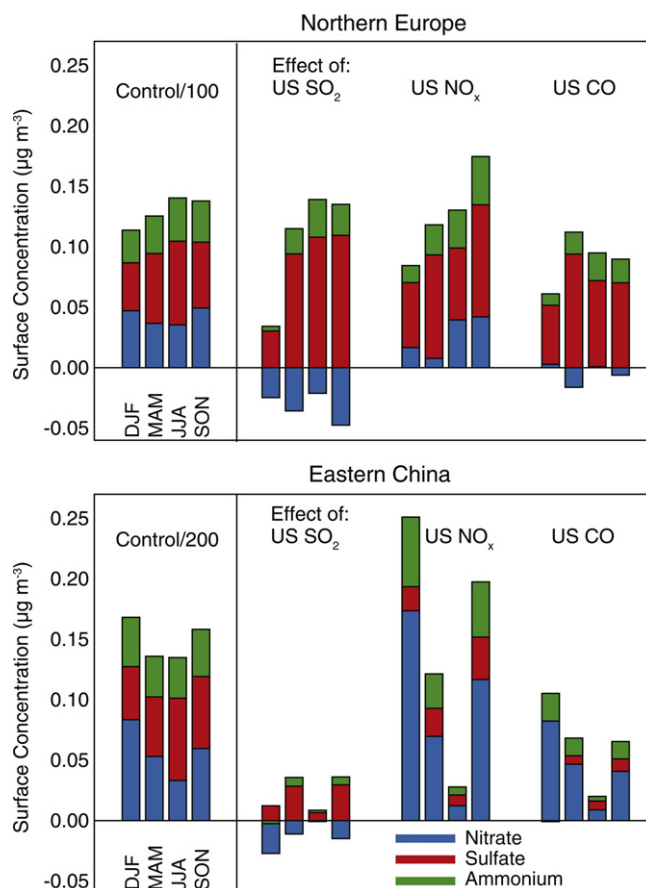 Northern Europe
Surface Concentration (μg m⁻³)
0.25
0.20
0.15
0.10
0.05
0.00
-0.05
Control/100
Effect of:
US SO₂
US NOₓ
US CO
DJF
MAM
JJA
SON
Eastern China
Surface Concentration (μg m⁻³)
0.25
0.20
0.15
0.10
0.05
0.00
-0.05
Control/200
Effect of:
US SO₂
US NOₓ
US CO
DJF
MAM
JJA
SON
Nitrate
Sulfate
Ammonium